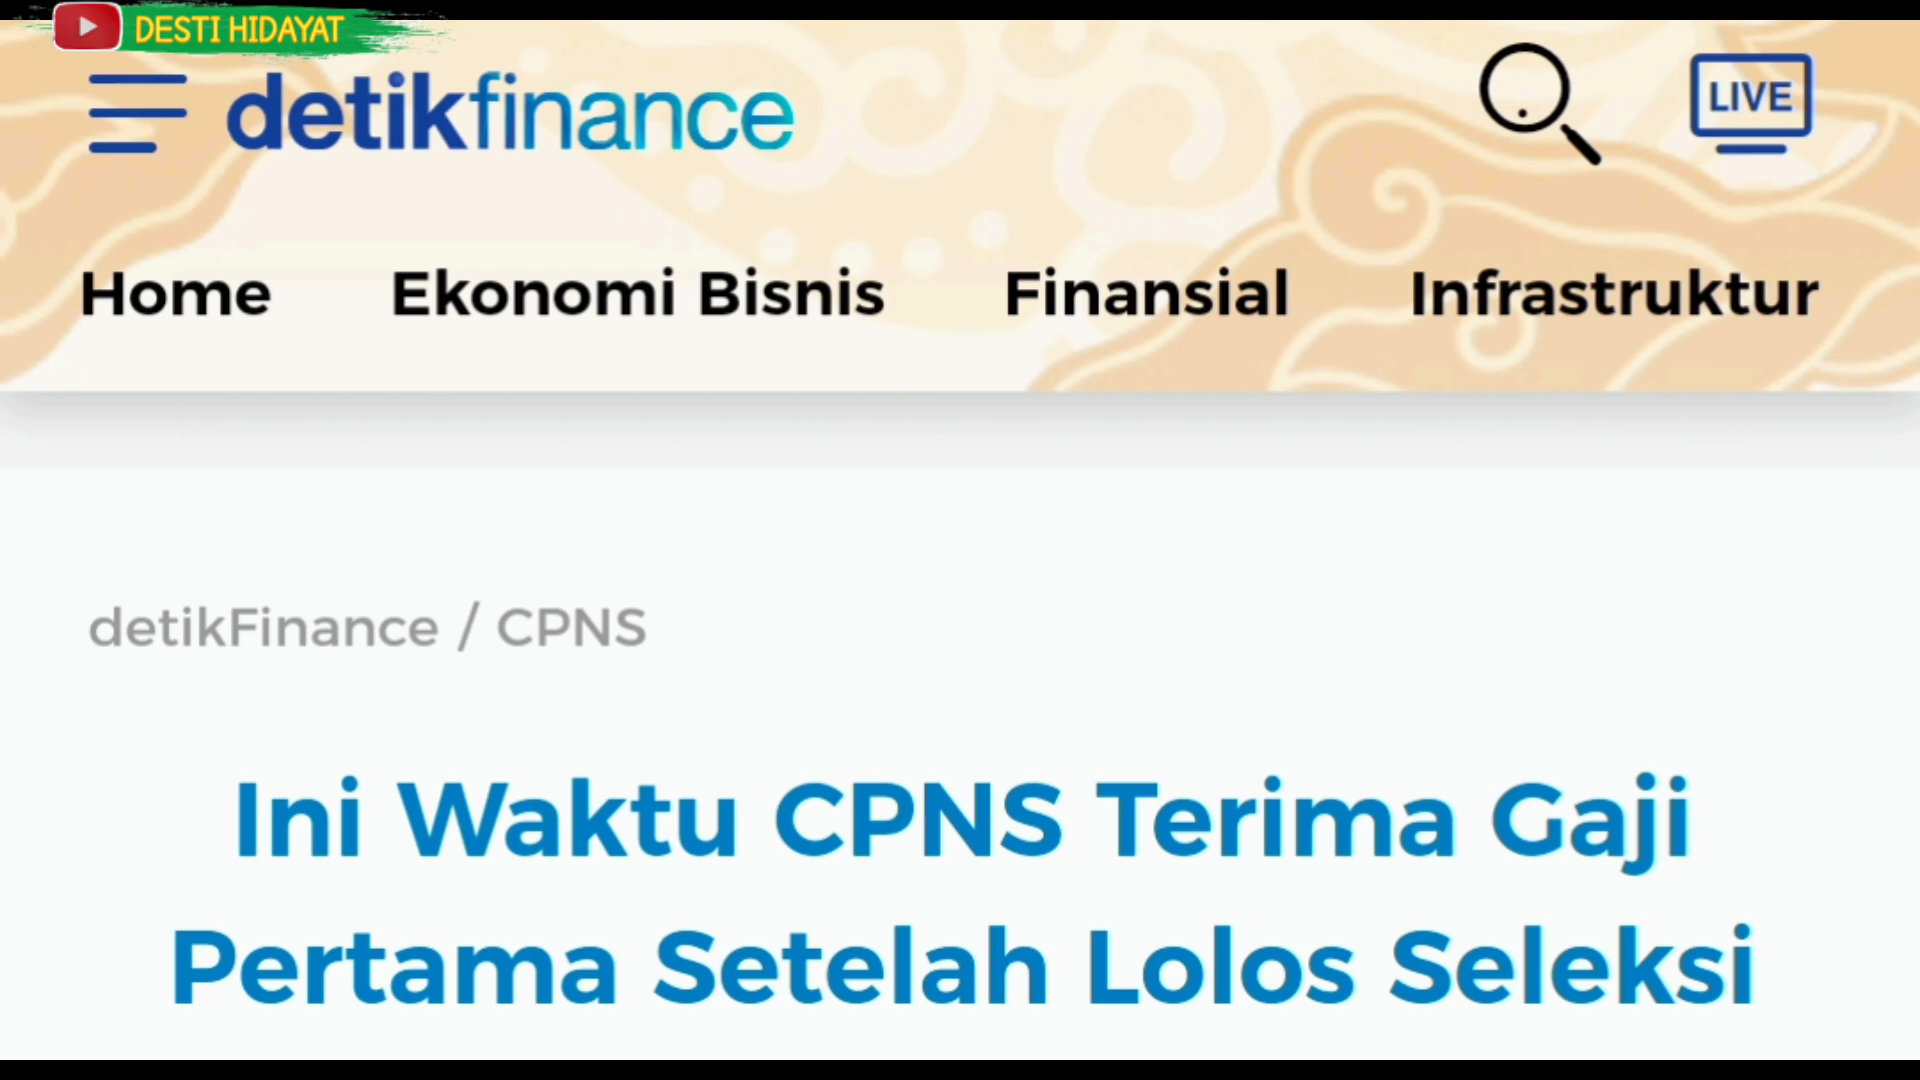 DESTI HIDAYAT
detikfinance
LIVE
Home Ekonomi Bisnis Finansial Infrastruktur
detikFinance / CPNS
Ini Waktu CPNS Terima Gaji
Pertama Setelah Lolos Seleksi